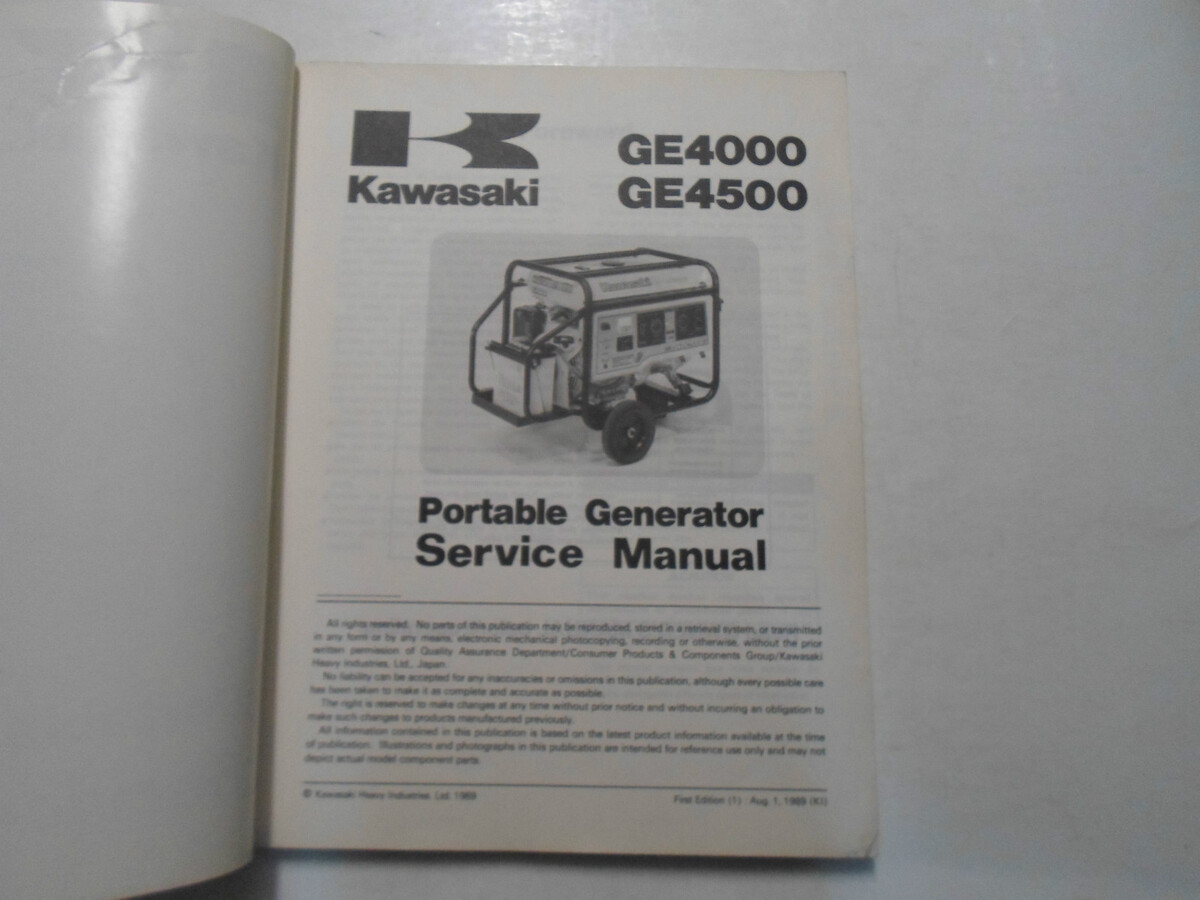 Kawasaki
GE4000
GE4500
Kawasaki
Portable Generator
Service Manual
All rights reserved. No parts of this publication may be reproduced, stored in a retrieval system, or transmitted
in any form or by any means, electronic mechanical photocopying, recording or otherwise, without the prior
written permission of Quality Assurance Department/Consumer Products & Components Group/Kawasaki
Heavy Industries, Ltd., Japan.
No liability can be accepted for any inaccuracies or omissions in this publication, although every possible care
has been taken to make it as complete and accurate as possible.
The right is reserved to make changes at any time without prior notice and without incurring an obligation to
make such changes to products manufactured previously.
All information contained in this publication is based on the latest product information available at the time
of publication. Illustrations and photographs in this publication are intended for reference use only and may not
depict actual model component parts.
© Kawasaki Heavy Industries, Ltd. 1989
First Edition (1) : Aug. 1, 1989 (K)